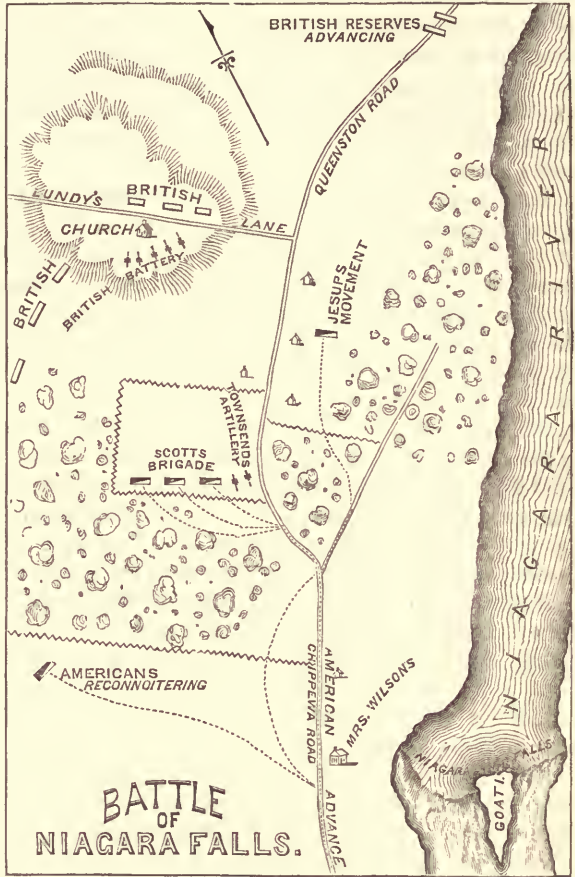 BRITISH RESERVES
ADVANCING
QUEENSTON ROAD
LUNDY'S
LANE
BRITISH
CHURCH
BATTERY
BRITISH
BRITISH
JESUPS
MOVEMENT
TOWNSENDS
ARTILLERY
SCOTTS
BRIGADE
NIAGARA RIVER
AMERICANS
RECONNOITERING
AMERICAN
ADVANCE
CHIPPEWA ROAD
MRS. WILSONS
NIAGARA
FALLS
GOAT I.
BATTLE
OF
NIAGARA FALLS.